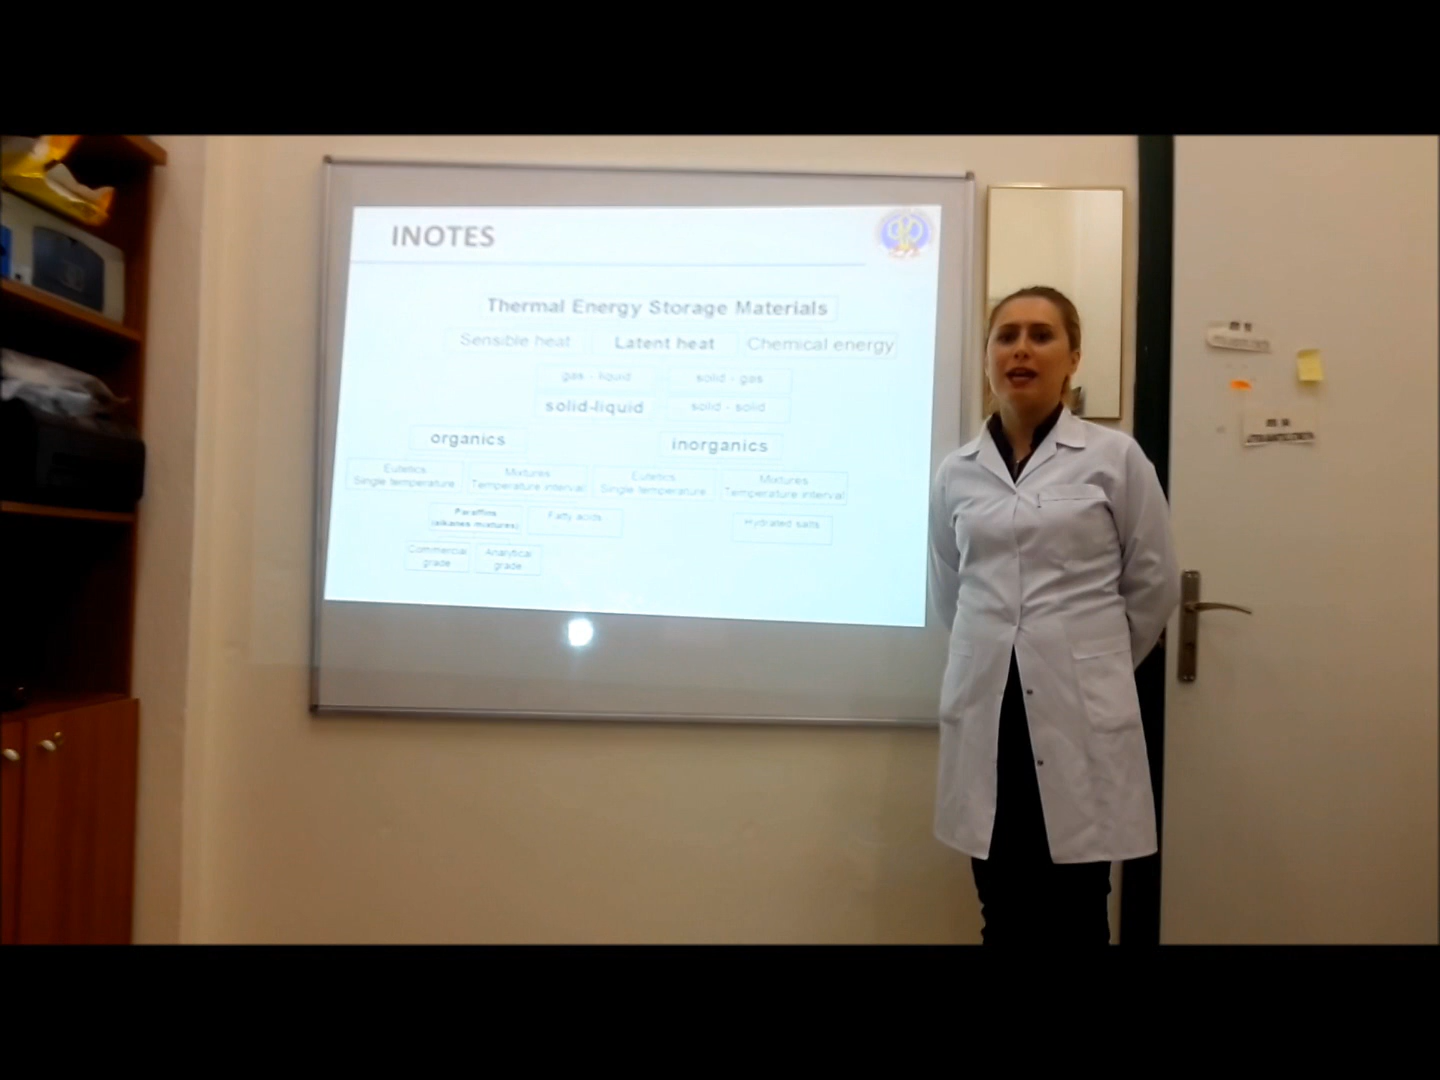 INOTES
Thermal Energy Storage Materials
Sensible heat
Latent heat
Chemical energy
gas - liquid
solid - gas
solid-liquid
solid - solid
organics
inorganics
Eutetics
Single temperature
Mixtures
Temperature interval
Eutetics
Single temperature
Mixtures
Temperature interval
Paraffins
(alkanes mixtures)
Fatty acids
Hydrated salts
Commercial
grade
Analytical
grade